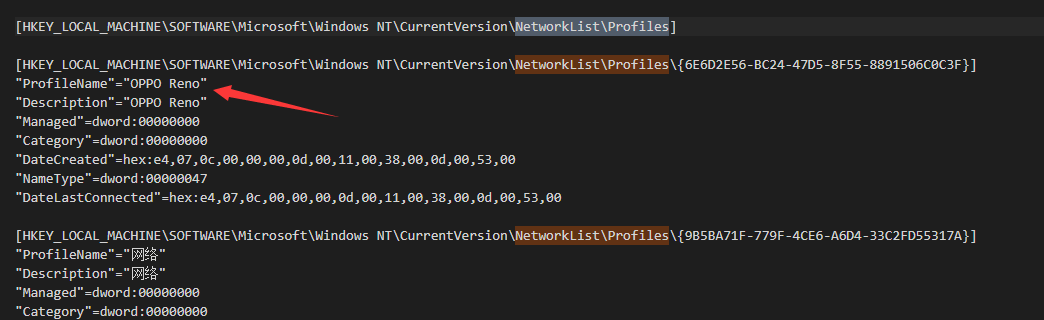 [HKEY_LOCAL_MACHINE\SOFTWARE\Microsoft\Windows NT\CurrentVersion\NetworkList\Profiles]
[HKEY_LOCAL_MACHINE\SOFTWARE\Microsoft\Windows NT\CurrentVersion\NetworkList\Profiles\{6E6D2E56-BC24-47D5-8F55-8891506C0C3F}]
"ProfileName"="OPPO Reno"
"Description"="OPPO Reno"
"Managed"=dword:00000000
"Category"=dword:00000000
"DateCreated"=hex:e4,07,0c,00,00,00,0d,00,11,00,38,00,0d,00,53,00
"NameType"=dword:00000047
"DateLastConnected"=hex:e4,07,0c,00,00,00,0d,00,11,00,38,00,0d,00,53,00
[HKEY_LOCAL_MACHINE\SOFTWARE\Microsoft\Windows NT\CurrentVersion\NetworkList\Profiles\{9B5BA71F-779F-4CE6-A6D4-33C2FD55317A}]
"ProfileName"="网络"
"Description"="网络"
"Managed"=dword:00000000
"Category"=dword:00000000